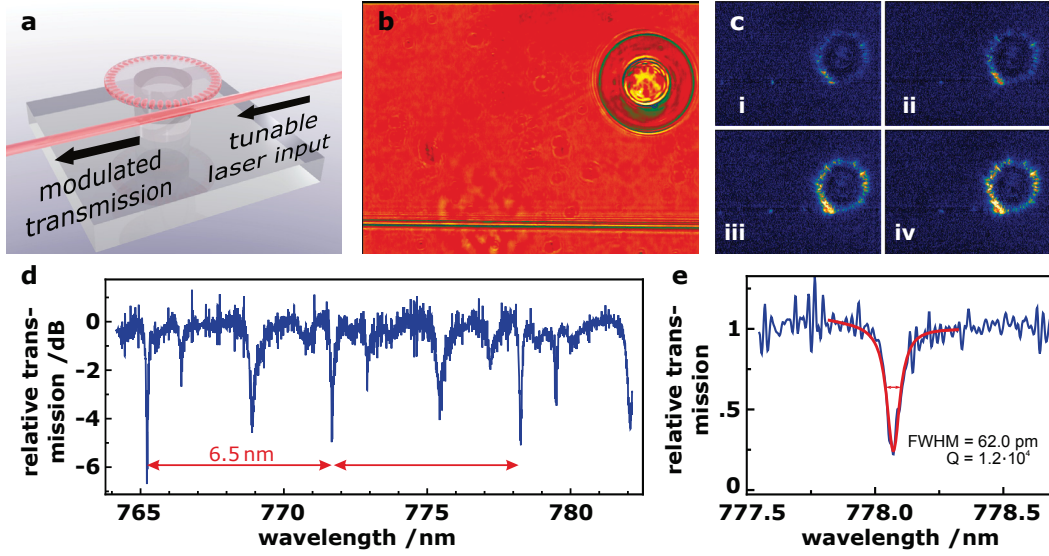 a
tunable
laser input
modulated
transmission
b
c
i
ii
iii
iv
d
relative trans-
mission /dB
0
-2
-4
-6
6.5 nm
765
770
775
780
wavelength /nm
e
relative trans-
mission
1
.5
0
FWHM = 62.0 pm
Q = 1.2·10⁴
777.5
778.0
778.5
wavelength /nm